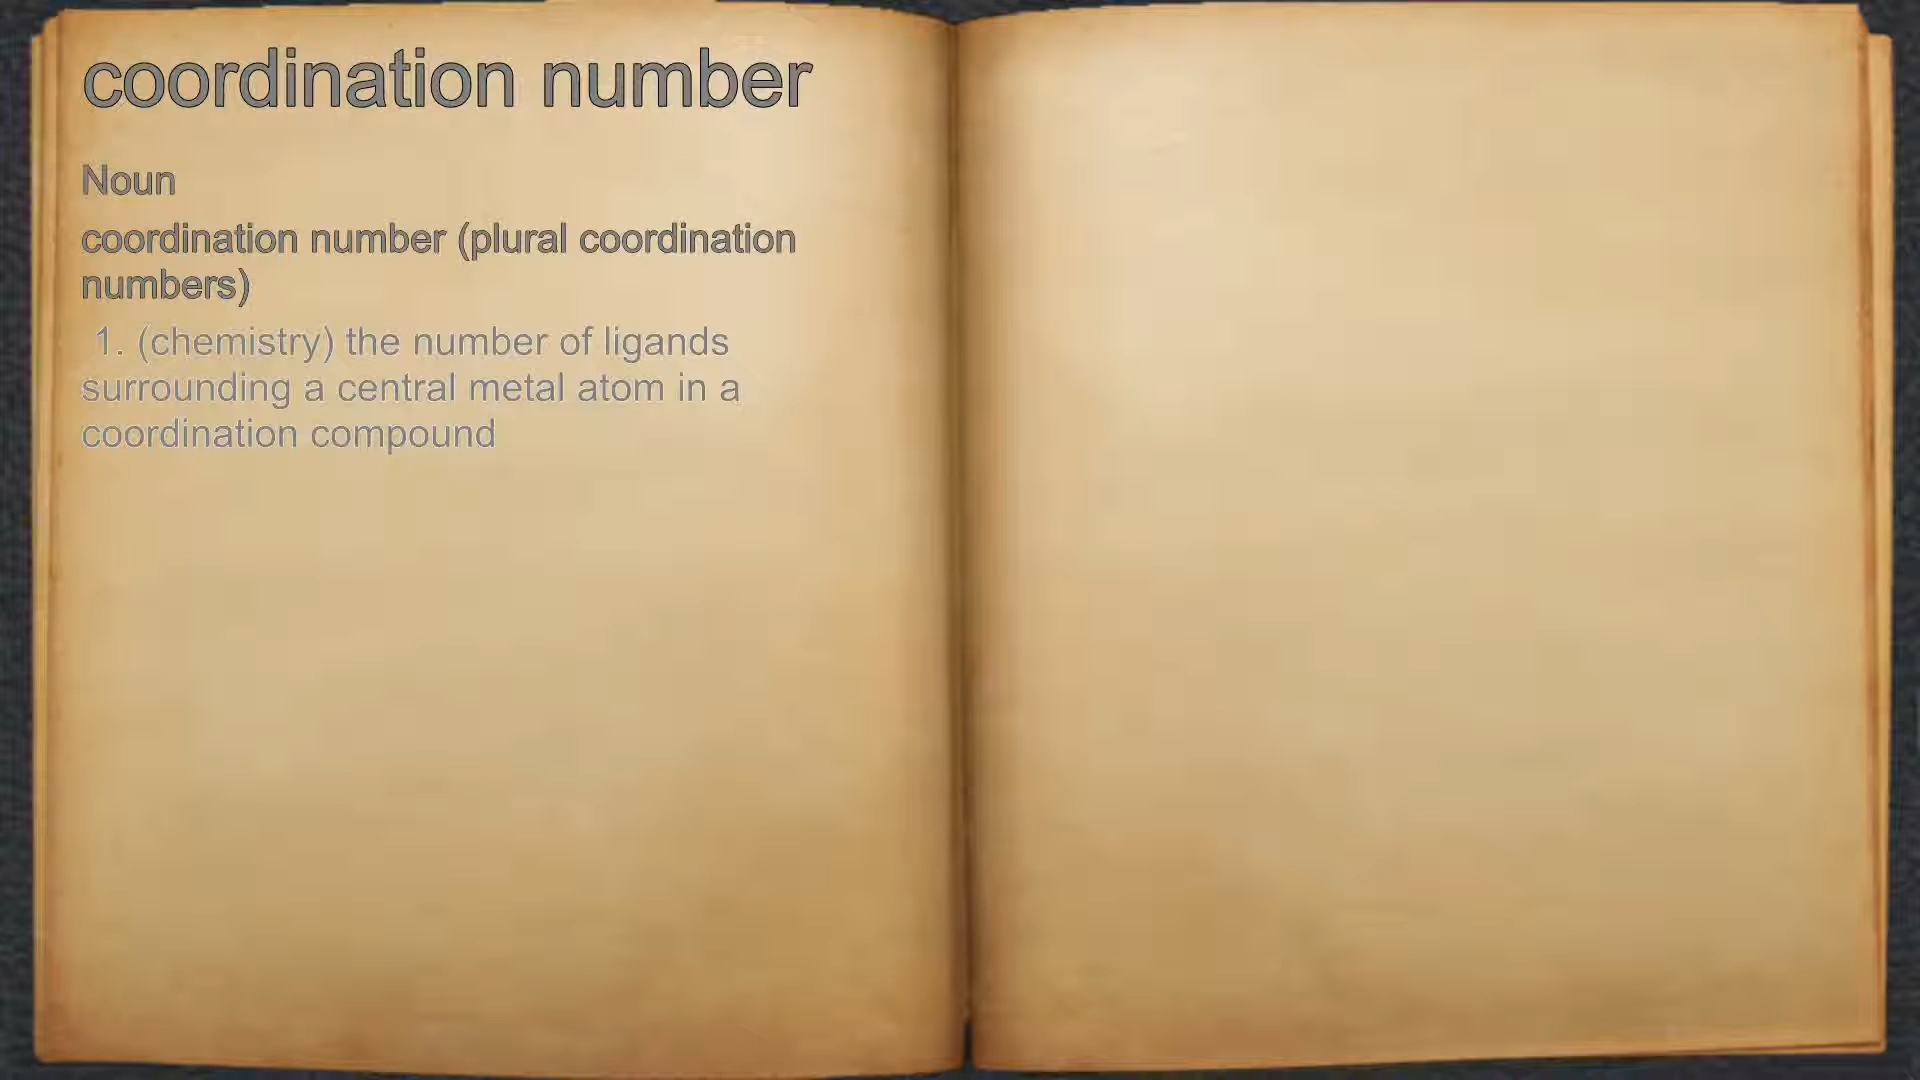 coordination number
Noun
coordination number (plural coordination
numbers)
1. (chemistry) the number of ligands
surrounding a central metal atom in a
coordination compound